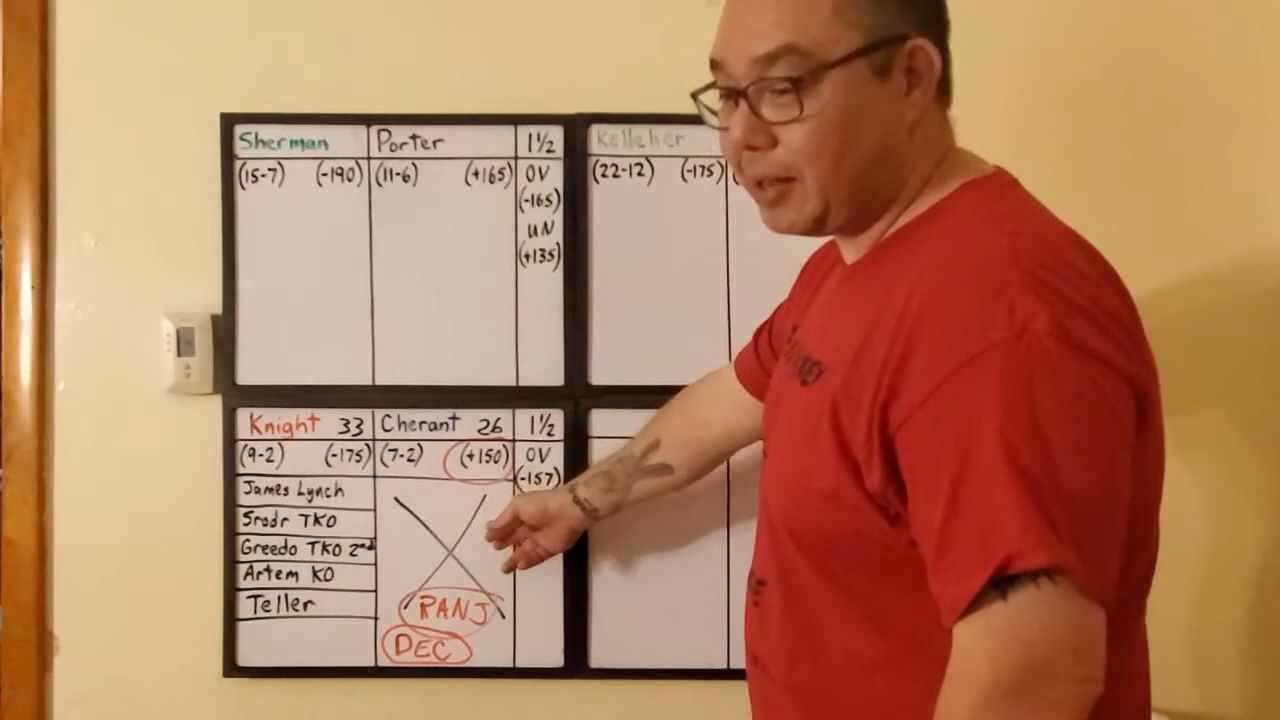 Sherman Porter 1½
(15-7) (-190) (11-6) (+165) OV
(-165)
UN
(+135)
Kelleher
(22-12) (-175)
Knight 33 Cherant 26 1½
(9-2) (-175) (7-2) (+150) OV
(-157)
James Lynch
Srodr TKO
Greedo TKO 2nd
Artem KO
Teller
RANJ
DEC